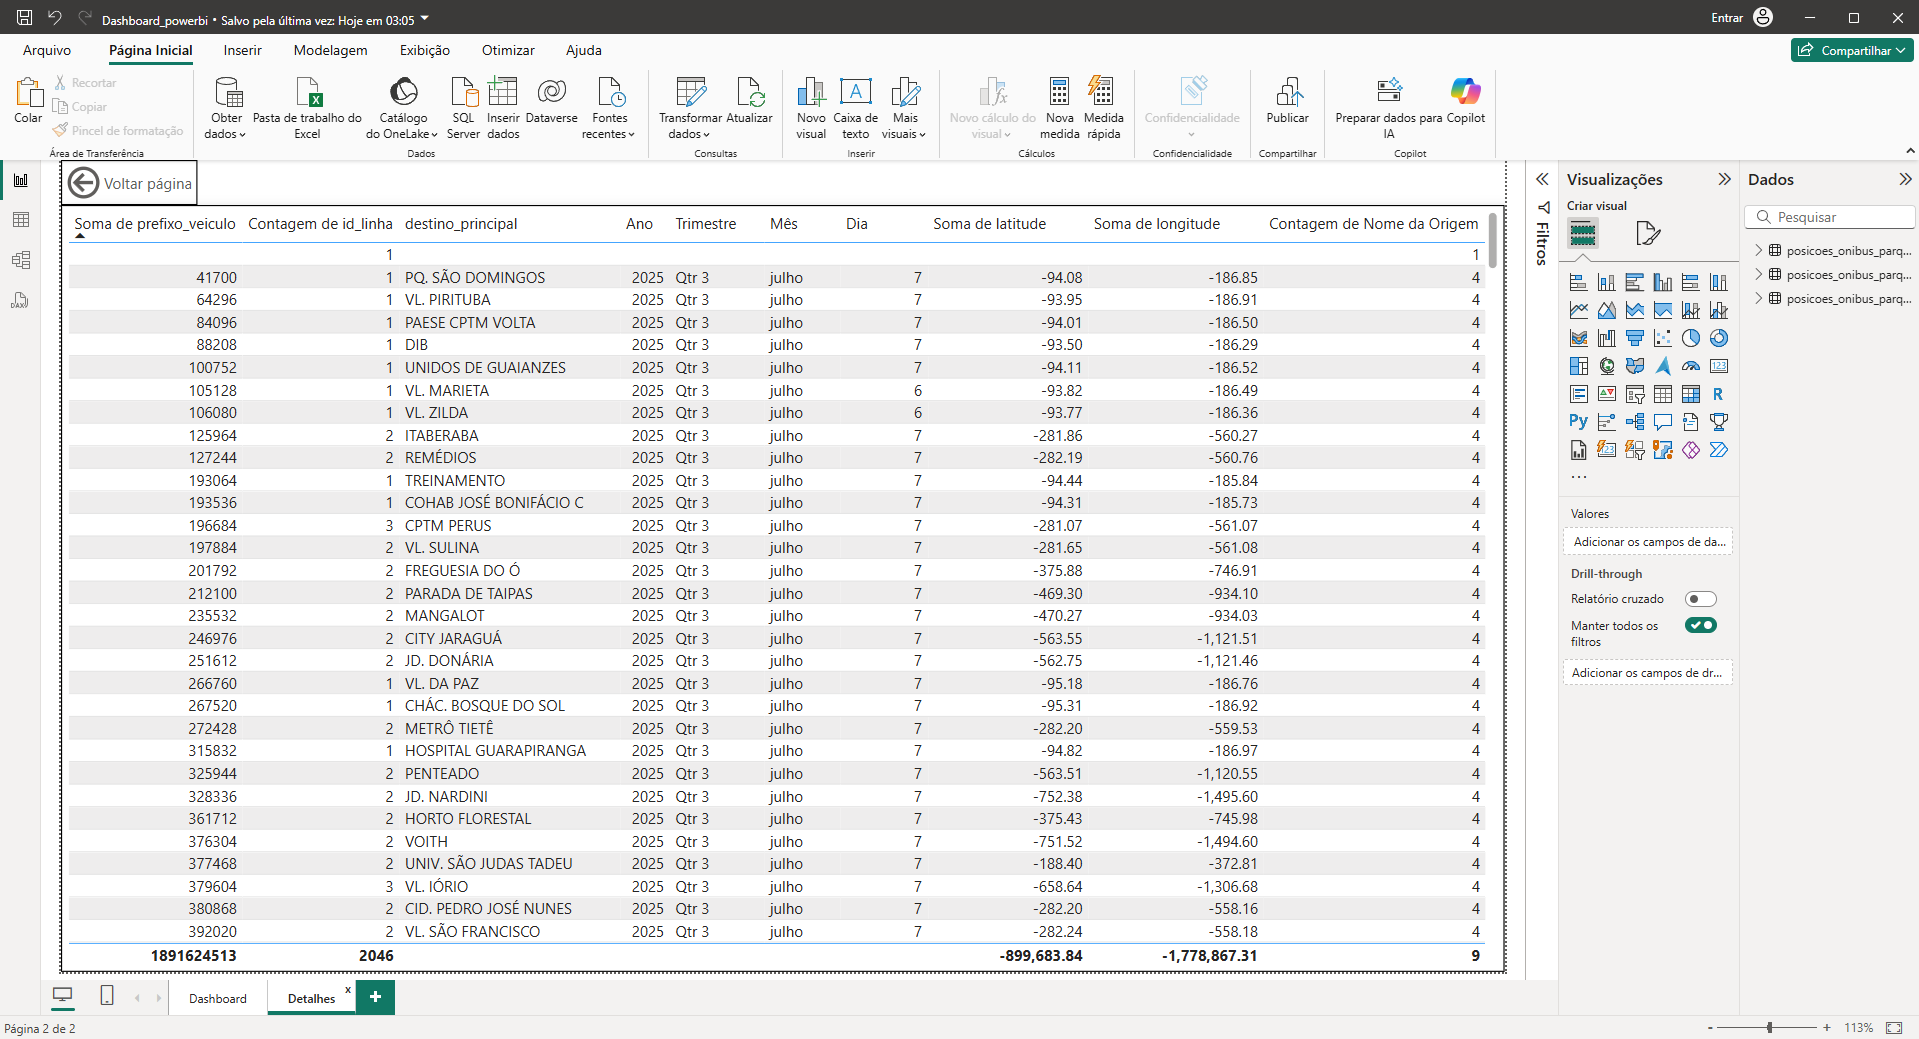 Dashboard_powerbi • Salvo pela última vez: Hoje em 03:05
Entrar
Arquivo Página Inicial Inserir Modelagem Exibição Otimizar Ajuda
Compartilhar
Colar
Recortar
Copiar
Pincel de formatação
Área de Transferência
Obter dados
Pasta de trabalho do Excel
Catálogo do OneLake
SQL Server
Inserir dados
Dataverse
Fontes recentes
Dados
Transformar dados
Atualizar
Consultas
Novo visual
Caixa de texto
Mais visuais
Inserir
Novo cálculo do visual
Nova medida
Medida rápida
Cálculos
Confidencialidade
Confidencialidade
Publicar
Compartilhar
Preparar dados para IA
Copilot
Copilot
Voltar página
Soma de prefixo_veiculo Contagem de id_linha destino_principal Ano Trimestre Mês Dia Soma de latitude Soma de longitude Contagem de Nome da Origem
1 1
41700 1 PQ. SÃO DOMINGOS 2025 Qtr 3 julho 7 -94.08 -186.85 4
64296 1 VL. PIRITUBA 2025 Qtr 3 julho 7 -93.95 -186.91 4
84096 1 PAESE CPTM VOLTA 2025 Qtr 3 julho 7 -94.01 -186.50 4
88208 1 DIB 2025 Qtr 3 julho 7 -93.50 -186.29 4
100752 1 UNIDOS DE GUAIANZES 2025 Qtr 3 julho 7 -94.11 -186.52 4
105128 1 VL. MARIETA 2025 Qtr 3 julho 6 -93.82 -186.49 4
106080 1 VL. ZILDA 2025 Qtr 3 julho 6 -93.77 -186.36 4
125964 2 ITABERABA 2025 Qtr 3 julho 7 -281.86 -560.27 4
127244 2 REMÉDIOS 2025 Qtr 3 julho 7 -282.19 -560.76 4
193064 1 TREINAMENTO 2025 Qtr 3 julho 7 -94.44 -185.84 4
193536 1 COHAB JOSÉ BONIFÁCIO C 2025 Qtr 3 julho 7 -94.31 -185.73 4
196684 3 CPTM PERUS 2025 Qtr 3 julho 7 -281.07 -561.07 4
197884 2 VL. SULINA 2025 Qtr 3 julho 7 -281.65 -561.08 4
201792 2 FREGUESIA DO Ó 2025 Qtr 3 julho 7 -375.88 -746.91 4
212100 2 PARADA DE TAIPAS 2025 Qtr 3 julho 7 -469.30 -934.10 4
235532 2 MANGALOT 2025 Qtr 3 julho 7 -470.27 -934.03 4
246976 2 CITY JARAGUÁ 2025 Qtr 3 julho 7 -563.55 -1,121.51 4
251612 2 JD. DONÁRIA 2025 Qtr 3 julho 7 -562.75 -1,121.46 4
266760 1 VL. DA PAZ 2025 Qtr 3 julho 7 -95.18 -186.76 4
267520 1 CHÁC. BOSQUE DO SOL 2025 Qtr 3 julho 7 -95.31 -186.92 4
272428 2 METRÔ TIETÊ 2025 Qtr 3 julho 7 -282.20 -559.53 4
315832 1 HOSPITAL GUARAPIRANGA 2025 Qtr 3 julho 7 -94.82 -186.97 4
325944 2 PENTEADO 2025 Qtr 3 julho 7 -563.51 -1,120.55 4
328336 2 JD. NARDINI 2025 Qtr 3 julho 7 -752.38 -1,495.60 4
361712 2 HORTO FLORESTAL 2025 Qtr 3 julho 7 -375.43 -745.98 4
376304 2 VOITH 2025 Qtr 3 julho 7 -751.52 -1,494.60 4
377468 2 UNIV. SÃO JUDAS TADEU 2025 Qtr 3 julho 7 -188.40 -372.81 4
379604 3 VL. IÓRIO 2025 Qtr 3 julho 7 -658.64 -1,306.68 4
380868 2 CID. PEDRO JOSÉ NUNES 2025 Qtr 3 julho 7 -282.20 -558.16 4
392020 2 VL. SÃO FRANCISCO 2025 Qtr 3 julho 7 -282.24 -558.18 4
1891624513 2046 -899,683.84 -1,778,867.31 9
Filtros
Visualizações
Criar visual
123
R
Py
123
...
Valores
Adicionar os campos de da...
Drill-through
Relatório cruzado
Manter todos os filtros
Adicionar os campos de dr...
Dados
Pesquisar
posicoes_onibus_parq...
posicoes_onibus_parq...
posicoes_onibus_parq...
Dashboard
Detalhes x
+
Página 2 de 2
- + 113%